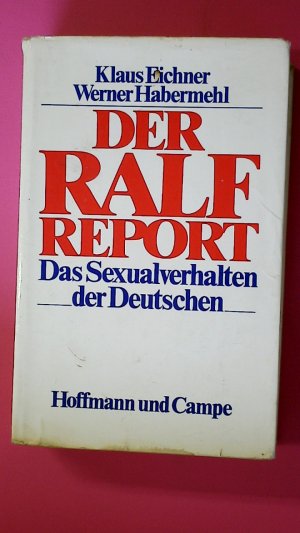 Klaus Eichner
Werner Habermehl
DER
RALF
REPORT
Das Sexualverhalten
der Deutschen
Hoffmann und Campe